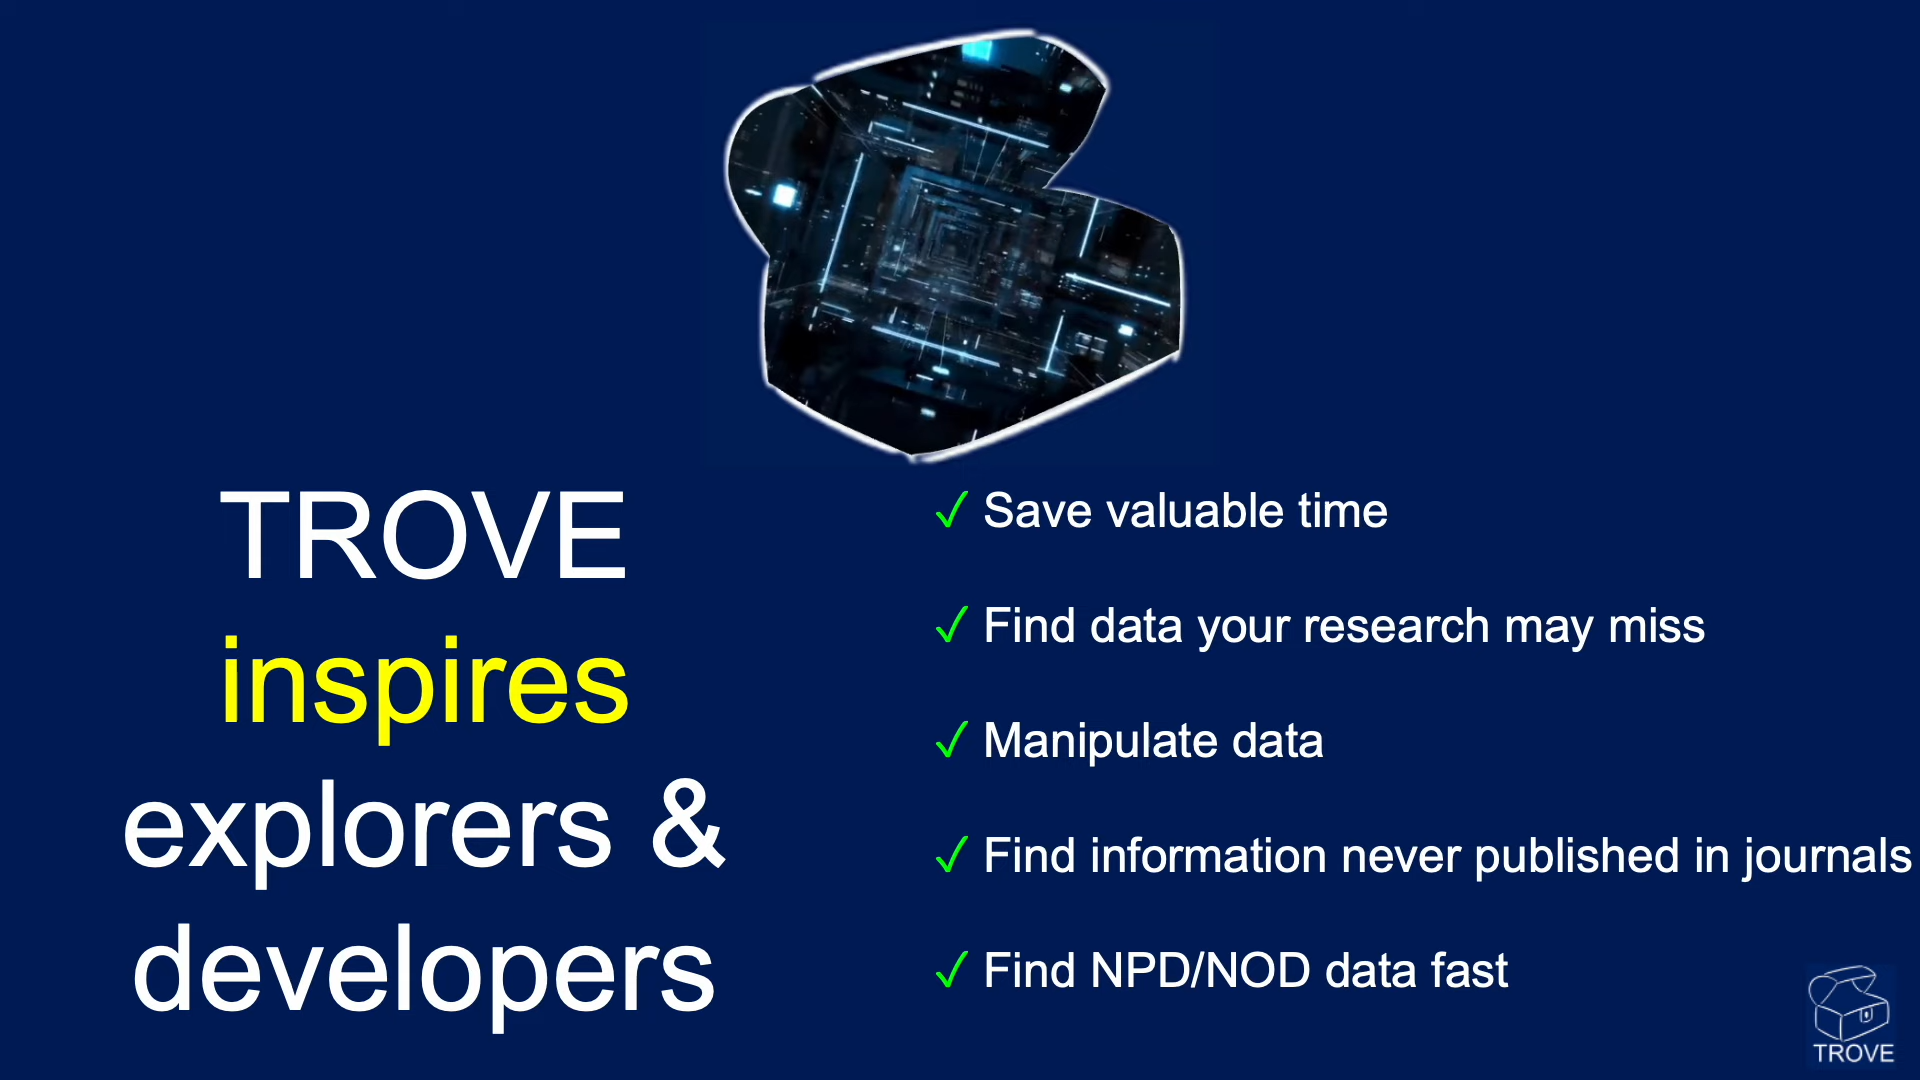 TROVE
inspires
explorers &
developers
✓ Save valuable time
✓ Find data your research may miss
✓ Manipulate data
✓ Find information never published in journals
✓ Find NPD/NOD data fast
TROVE